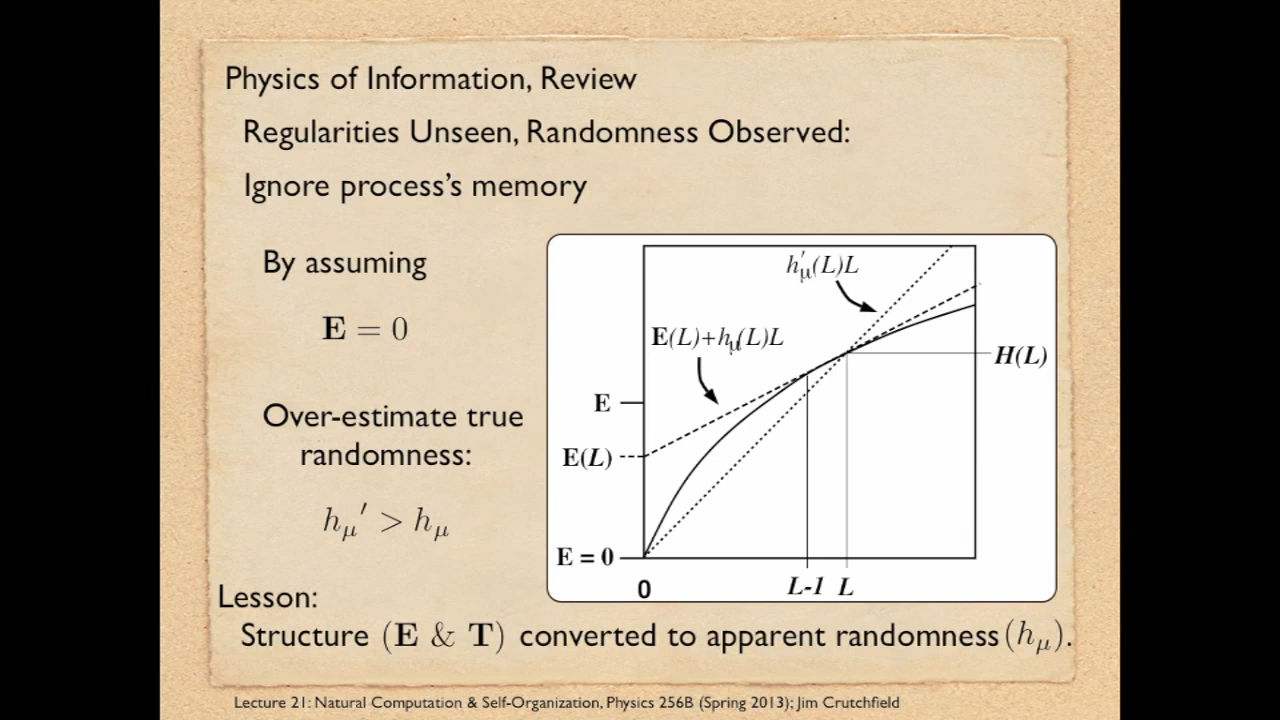 Physics of Information, Review
Regularities Unseen, Randomness Observed:
Ignore process's memory
By assuming
E = 0
Over-estimate true
randomness:
hμ′ > hμ
h′μ(L)L
E(L)+hμ(L)L
H(L)
E
E(L)
E = 0
0
L-1 L
Lesson:
Structure (E & T) converted to apparent randomness (hμ).
Lecture 21: Natural Computation & Self-Organization, Physics 256B (Spring 2013); Jim Crutchfield